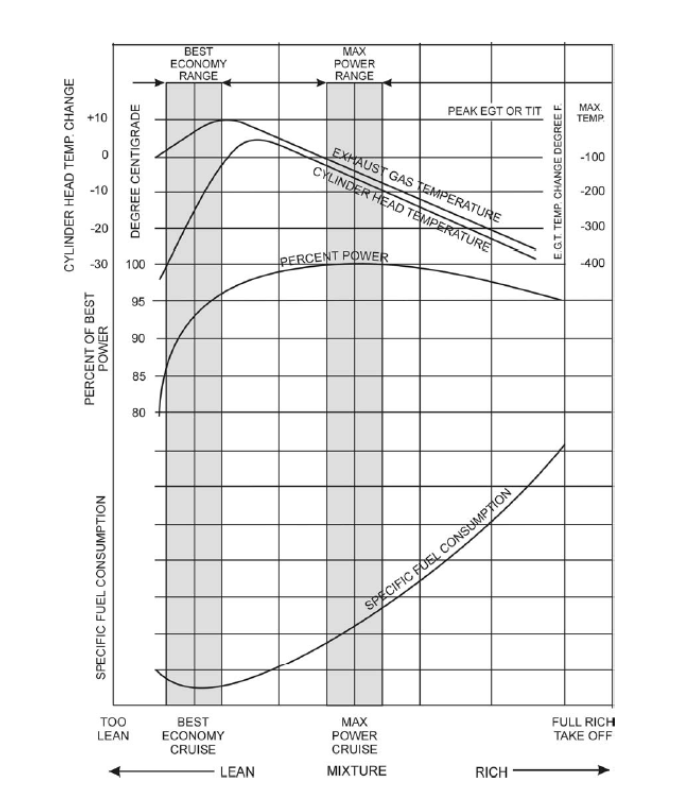 BEST
ECONOMY
RANGE
MAX
POWER
RANGE
CYLINDER HEAD TEMP. CHANGE
DEGREE CENTIGRADE
+10
0
-10
-20
-30
PEAK EGT OR TIT
E.G.T. TEMP. CHANGE DEGREE F.
MAX.
TEMP.
-100
-200
-300
-400
EXHAUST GAS TEMPERATURE
CYLINDER HEAD TEMPERATURE
PERCENT POWER
PERCENT OF BEST
POWER
100
95
90
85
80
SPECIFIC FUEL CONSUMPTION
SPECIFIC FUEL CONSUMPTION
TOO
LEAN
BEST
ECONOMY
CRUISE
MAX
POWER
CRUISE
FULL RICH
TAKE OFF
LEAN
MIXTURE
RICH